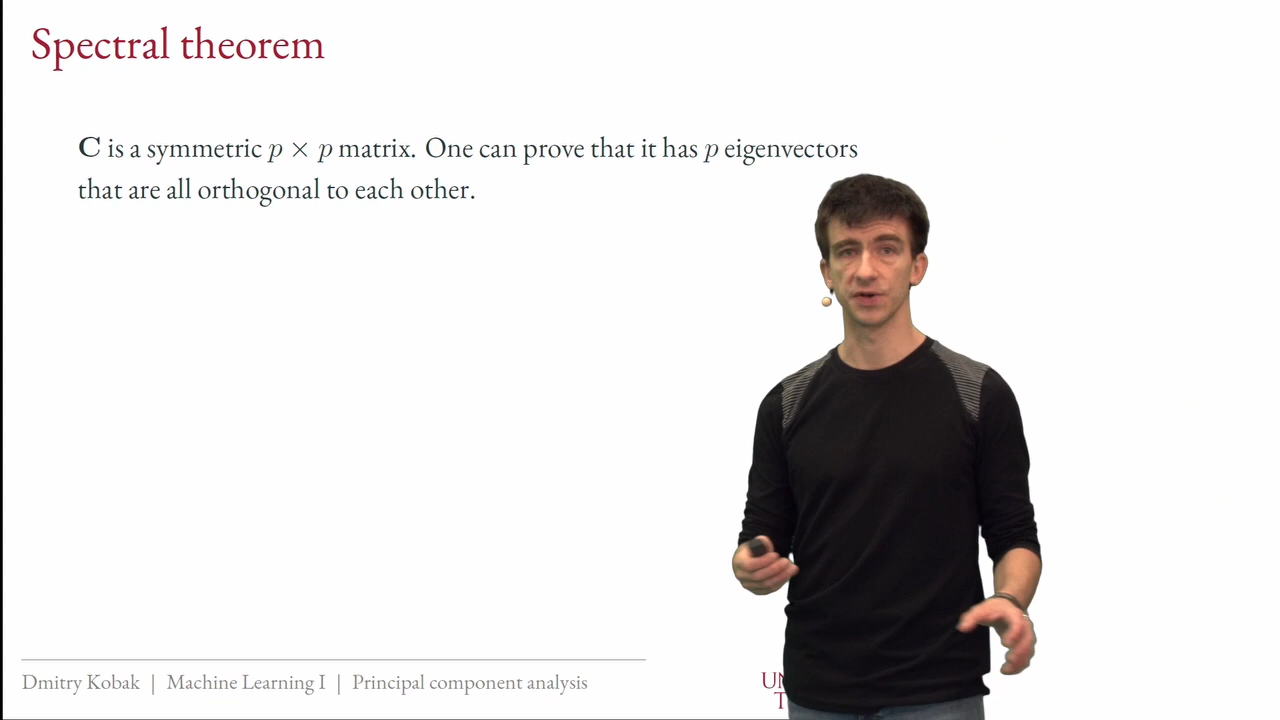 Spectral theorem
C is a symmetric p × p matrix. One can prove that it has p eigenvectors
that are all orthogonal to each other.
Dmitry Kobak | Machine Learning I | Principal component analysis